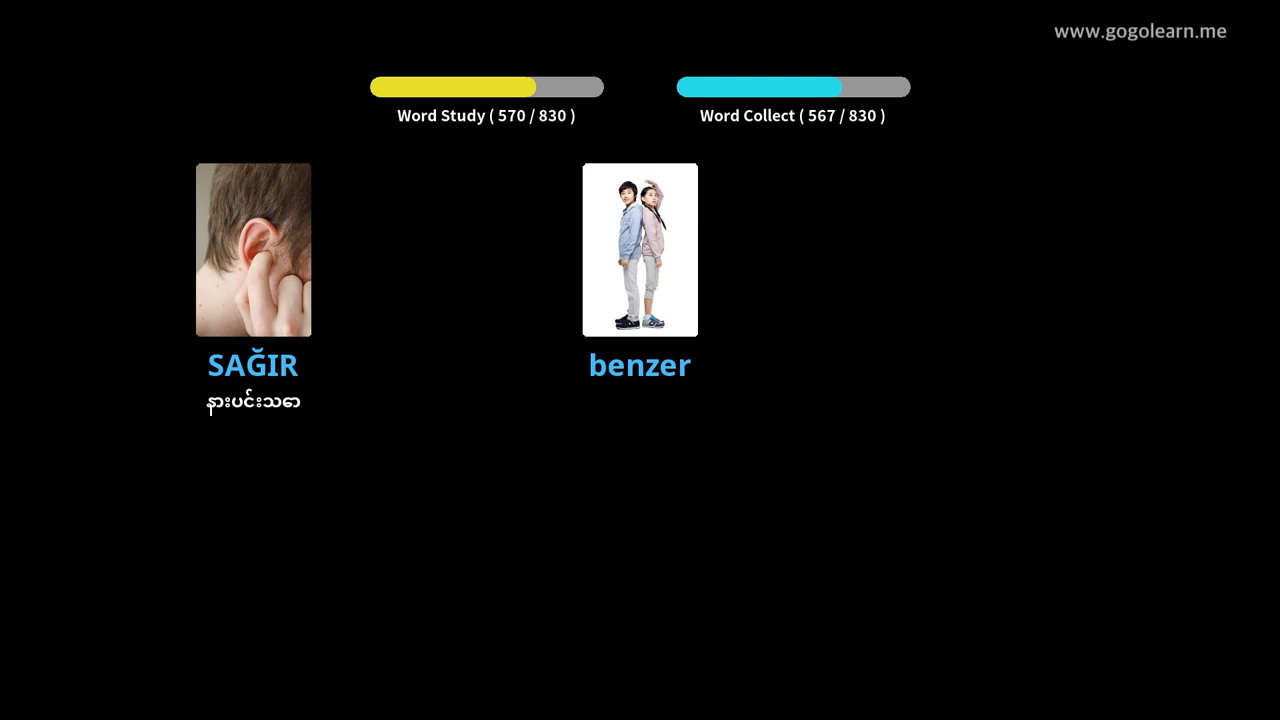 www.gogolearn.me
Word Study ( 570 / 830 )
Word Collect ( 567 / 830 )
SAĞIR
နားပင်းသော
benzer